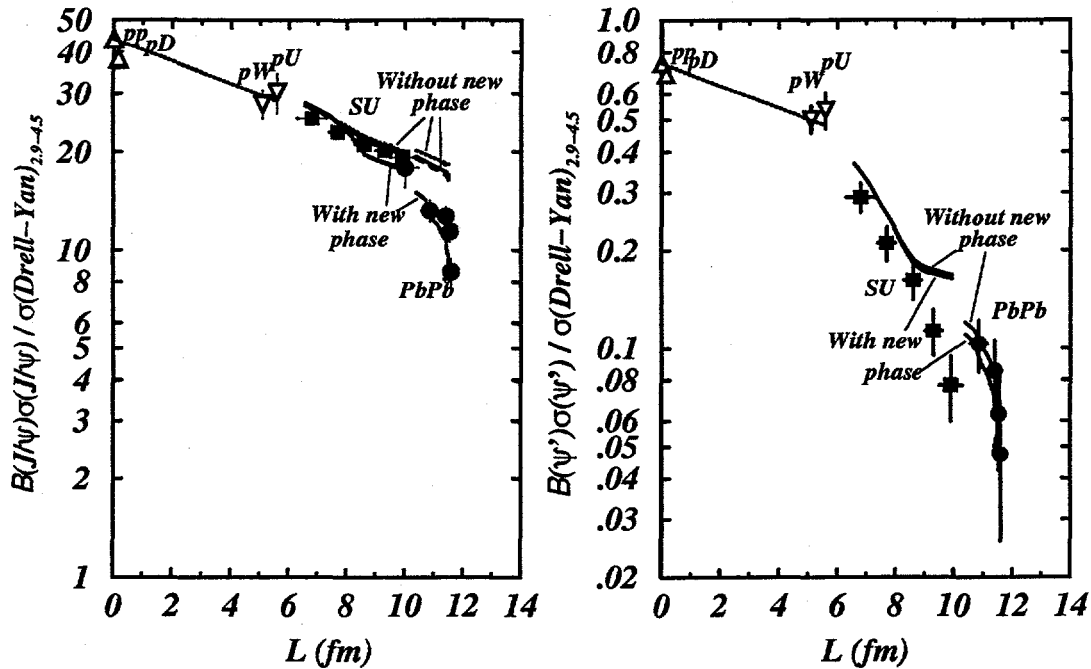 B(J/ψ)σ(J/ψ) / σ(Drell–Yan)2.9–4.5
50
40
30
20
10
8
6
5
4
3
2
1
pp
pD
pW
pU
SU
Without new
phase
With new
phase
PbPb
0 2 4 6 8 10 12 14
L (fm)
B(ψ')σ(ψ') / σ(Drell–Yan)2.9–4.5
1.0
0.8
0.6
0.5
0.4
0.3
0.2
0.1
.08
.06
.05
.04
.03
.02
pp
pD
pW
pU
Without new
phase
SU
PbPb
With new
phase
0 2 4 6 8 10 12 14
L (fm)